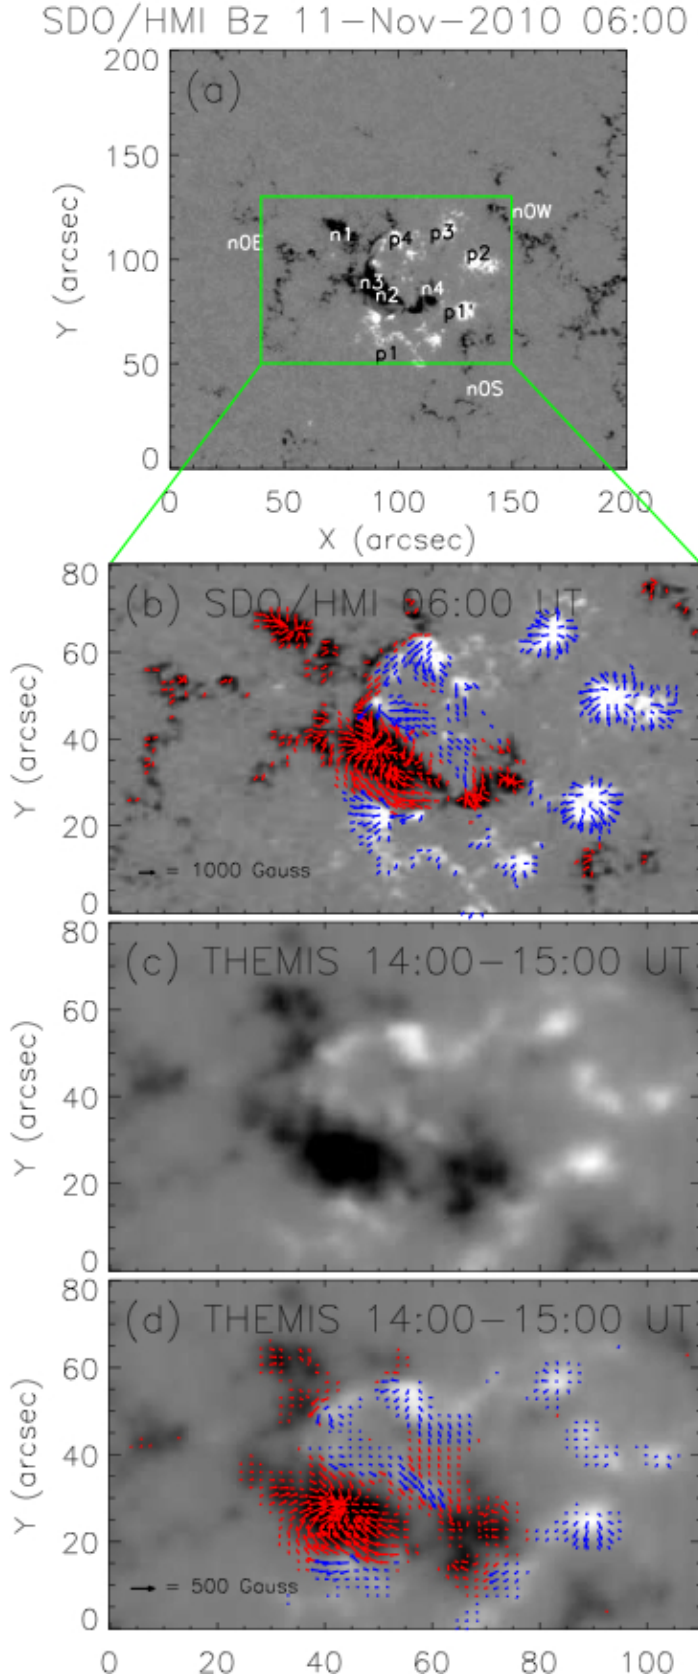 SDO/HMI Bz 11-Nov-2010 06:00
200
(a)
150
n0W
n1
p3
n0E
p4
p2
100
n3
n4
n2
p1'
p1
50
n0S
0
Y (arcsec)
0 50 100 150 200
X (arcsec)
80
(b) SDO/HMI 06:00 UT
60
Y (arcsec)
40
20
= 1000 Gauss
0
80
(c) THEMIS 14:00-15:00 UT
60
Y (arcsec)
40
20
0
80
(d) THEMIS 14:00-15:00 UT
60
Y (arcsec)
40
20
= 500 Gauss
0
0 20 40 60 80 100